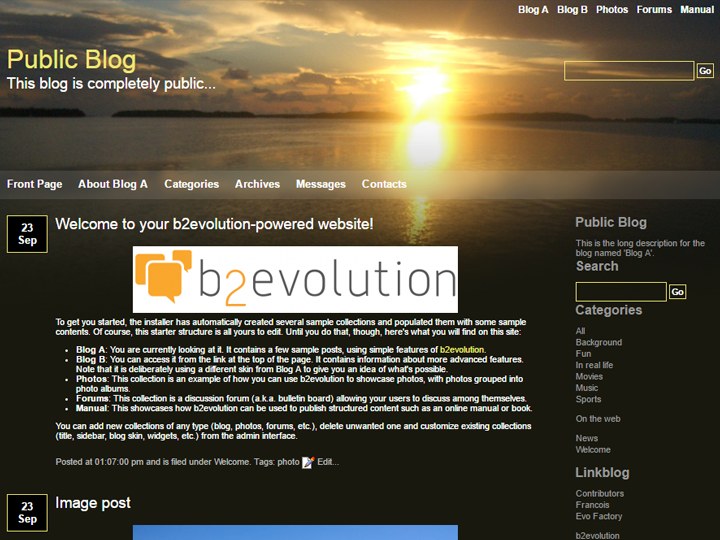 Blog A Blog B Photos Forums Manual
Public Blog
This blog is completely public...
Go
Front Page About Blog A Categories Archives Messages Contacts
23
Sep
Welcome to your b2evolution-powered website!
b2evolution
To get you started, the installer has automatically created several sample collections and populated them with some sample
contents. Of course, this starter structure is all yours to edit. Until you do that, though, here's what you will find on this site:
Blog A: You are currently looking at it. It contains a few sample posts, using simple features of b2evolution.
Blog B: You can access it from the link at the top of the page. It contains information about more advanced features.
Note that it is deliberately using a different skin from Blog A to give you an idea of what's possible.
Photos: This collection is an example of how you can use b2evolution to showcase photos, with photos grouped into
photo albums.
Forums: This collection is a discussion forum (a.k.a. bulletin board) allowing your users to discuss among themselves.
Manual: This showcases how b2evolution can be used to publish structured content such as an online manual or book.
You can add new collections of any type (blog, photos, forums, etc.), delete unwanted one and customize existing collections
(title, sidebar, blog skin, widgets, etc.) from the admin interface.
Posted at 01:07:00 pm and is filed under Welcome. Tags: photo Edit...
23
Sep
Image post
Public Blog
This is the long description for the
blog named 'Blog A'.
Search
Go
Categories
All
Background
Fun
In real life
Movies
Music
Sports
On the web
News
Welcome
Linkblog
Contributors
Francois
Evo Factory
b2evolution